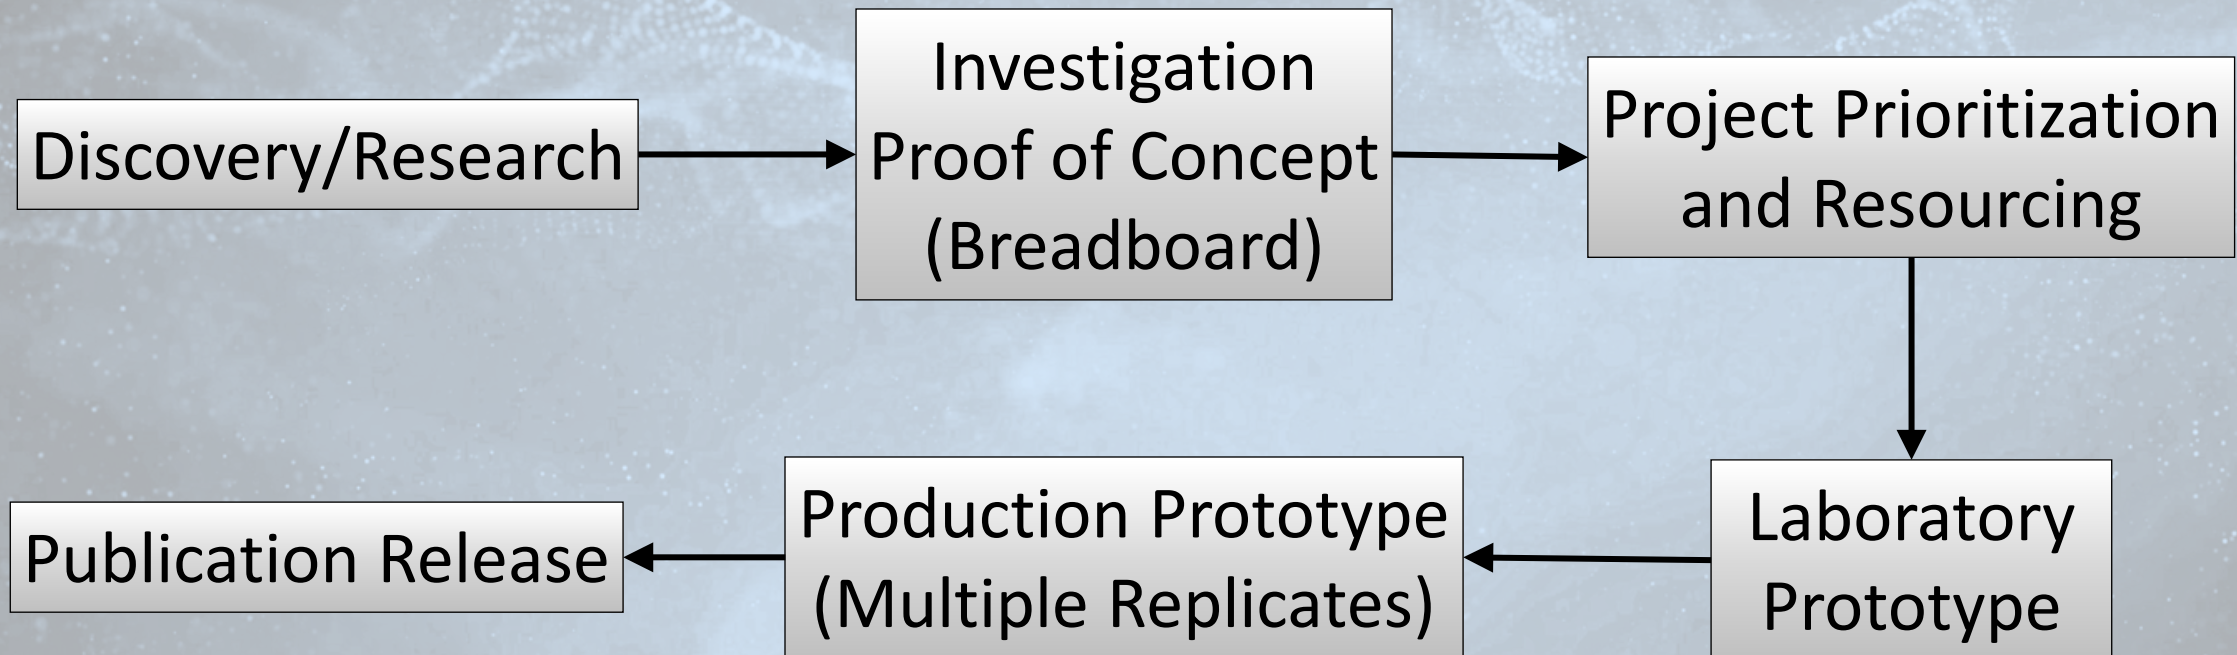 Discovery/Research
Investigation
Proof of Concept
(Breadboard)
Project Prioritization
and Resourcing
Laboratory
Prototype
Production Prototype
(Multiple Replicates)
Publication Release